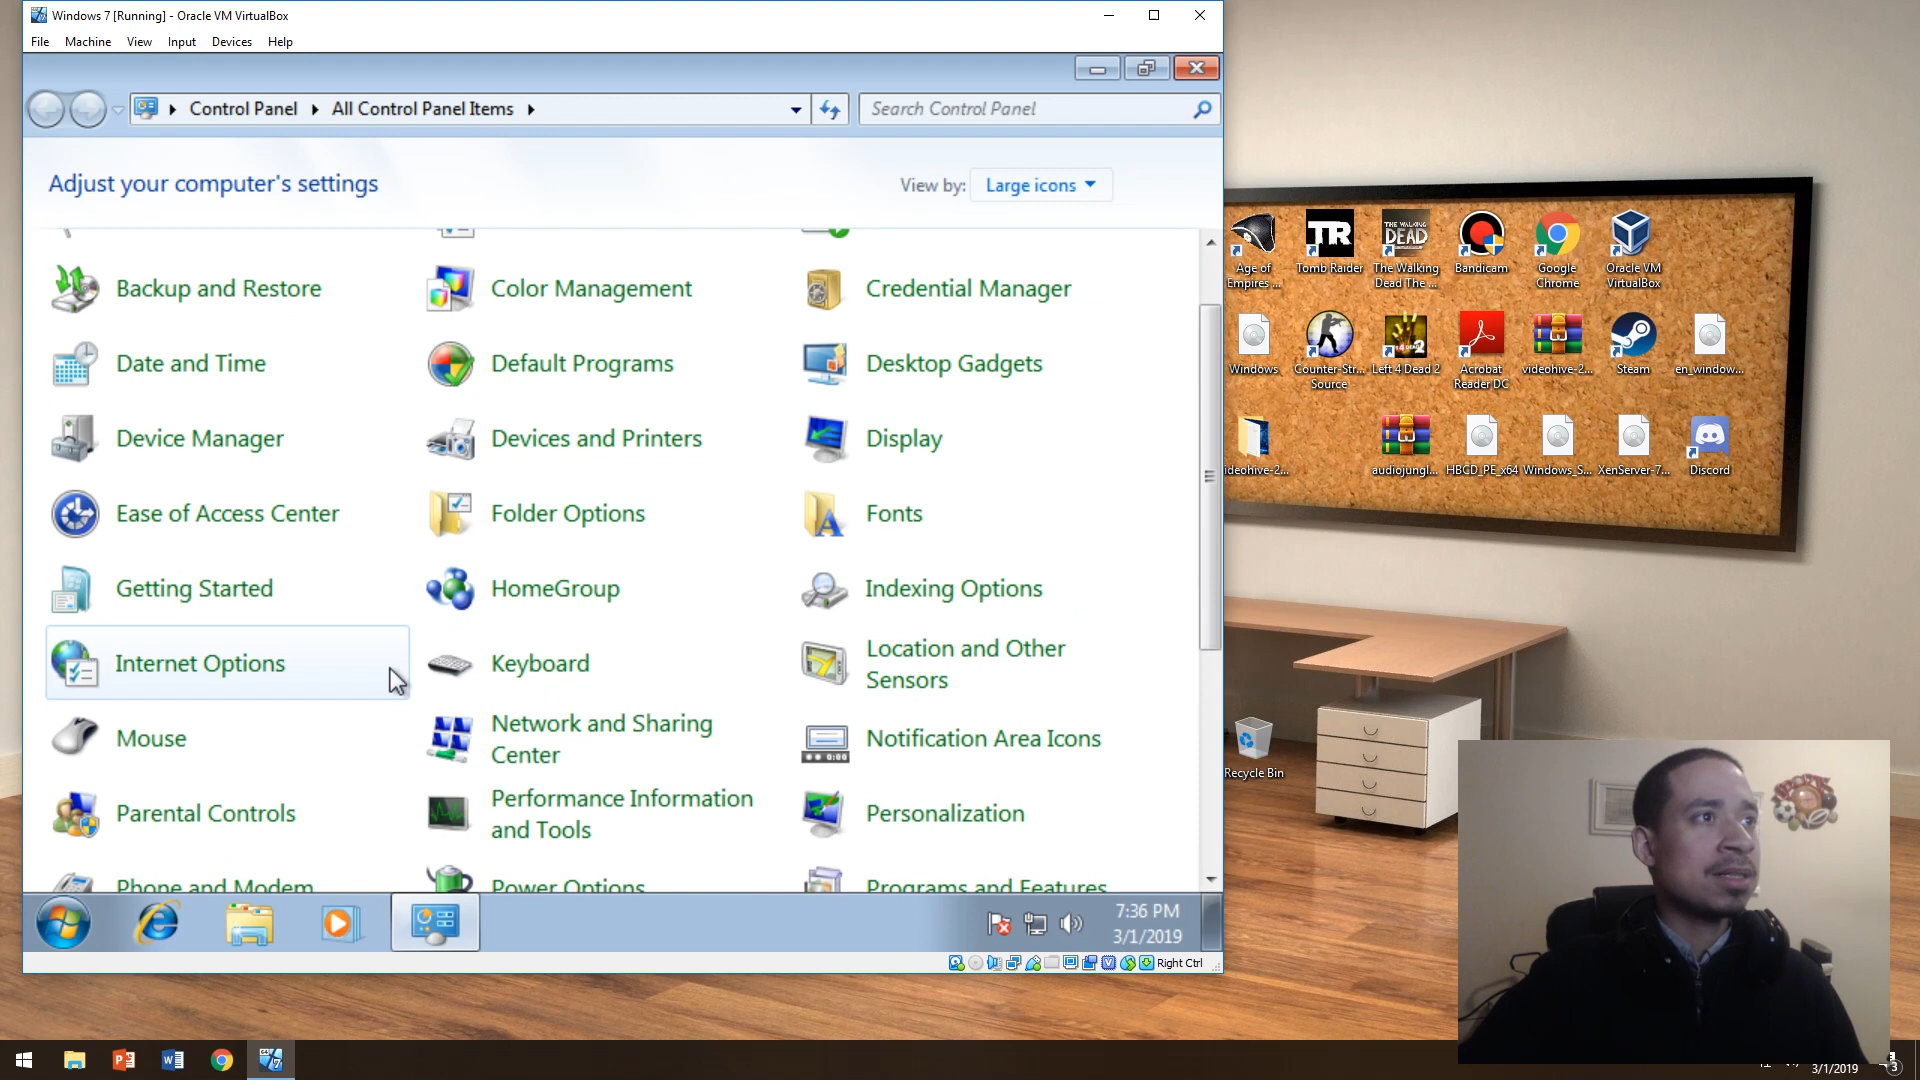 Windows 7 [Running] - Oracle VM VirtualBox
File Machine View Input Devices Help
Control Panel All Control Panel Items
Search Control Panel
Adjust your computer's settings
View by: Large icons
Backup and Restore
Color Management
Credential Manager
Date and Time
Default Programs
Desktop Gadgets
Device Manager
Devices and Printers
Display
Ease of Access Center
Folder Options
Fonts
Getting Started
HomeGroup
Indexing Options
Internet Options
Keyboard
Location and Other
Sensors
Mouse
Network and Sharing
Center
Notification Area Icons
Parental Controls
Performance Information
and Tools
Personalization
Phone and Modem
Power Options
Programs and Features
7:36 PM
3/1/2019
Right Ctrl
TR
THE WALKING
DEAD
Age of
Empires ...
Tomb Raider
The Walking
Dead The ...
Bandicam
Google
Chrome
Oracle VM
VirtualBox
Windows
Counter-Str...
Source
Left 4 Dead 2
Acrobat
Reader DC
videohive-2...
Steam
en_window...
ideohive-2...
audiojungl...
HBCD_PE_x64
Windows_S...
XenServer-7...
Discord
Recycle Bin
3/1/2019
3